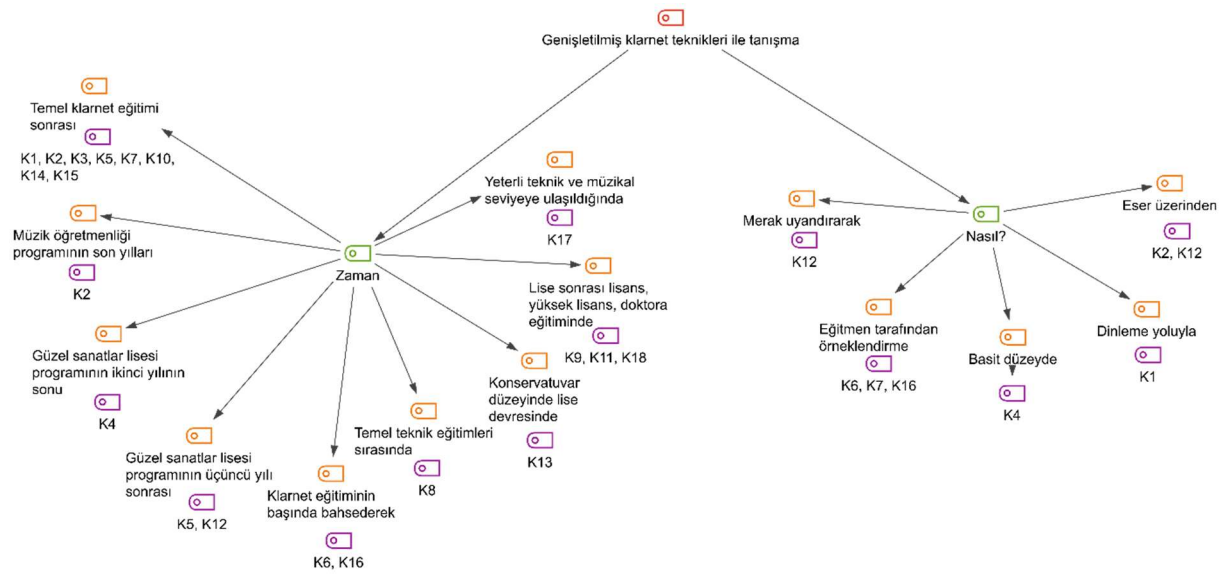 Genişletilmiş klarnet teknikleri ile tanışma
Temel klarnet eğitimi
sonrası
K1, K2, K3, K5, K7, K10,
K14, K15
Müzik öğretmenliği
programının son yılları
K2
Güzel sanatlar lisesi
programının ikinci yılının
sonu
K4
Güzel sanatlar lisesi
programının üçüncü yılı
sonrası
K5, K12
Klarnet eğitiminin
başında bahsederek
K6, K16
Temel teknik eğitimleri
sırasında
K8
Konservatuvar
düzeyinde lise
devresinde
K13
Lise sonrası lisans,
yüksek lisans, doktora
eğitiminde
K9, K11, K18
Yeterli teknik ve müzikal
seviyeye ulaşıldığında
K17
Zaman
Nasıl?
Merak uyandırarak
K12
Eğitmen tarafından
örneklendirme
K6, K7, K16
Basit düzeyde
K4
Dinleme yoluyla
K1
Eser üzerinden
K2, K12